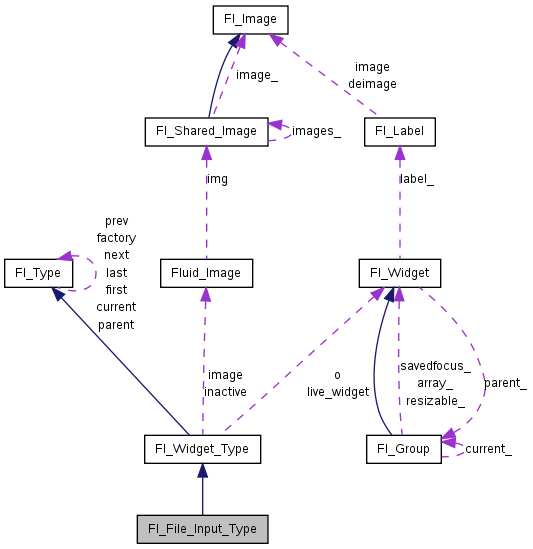 Fl_Image
image_
image
deimage
Fl_Shared_Image
images_
Fl_Label
img
label_
prev
factory
next
last
first
current
parent
Fl_Type
Fluid_Image
Fl_Widget
image
inactive
o
live_widget
savedfocus_
array_
resizable_
parent_
Fl_Widget_Type
Fl_Group
current_
Fl_File_Input_Type